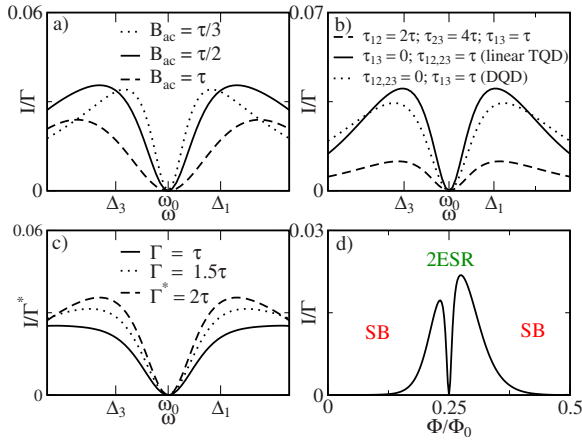 a)
0.06
B_ac = τ/3
B_ac = τ/2
B_ac = τ
I/Γ
0
Δ_3
ω_0
Δ_1
ω
b)
0.07
τ_12 = 2τ; τ_23 = 4τ; τ_13 = τ
τ_13 = 0; τ_12,23 = τ (linear TQD)
τ_12,23 = 0; τ_13 = τ (DQD)
I/Γ
0
Δ_3
ω_0
Δ_1
ω
c)
0.06
Γ = τ
Γ = 1.5τ
Γ^* = 2τ
I/Γ^*
0
Δ_3
ω_0
Δ_1
ω
d)
0.03
2ESR
SB
SB
I/Γ
0
0
0.25
0.5
Φ/Φ_0